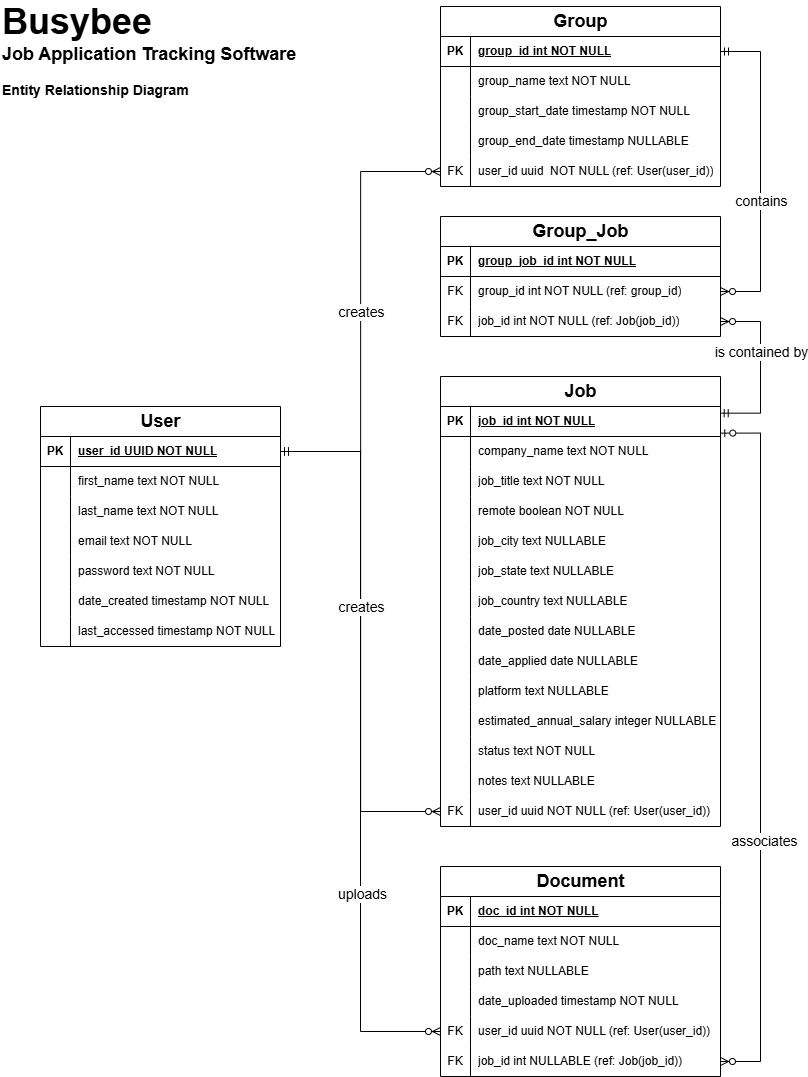 Busybee
Job Application Tracking Software
Entity Relationship Diagram
Group
PK group_id int NOT NULL
group_name text NOT NULL
group_start_date timestamp NOT NULL
group_end_date timestamp NULLABLE
FK user_id uuid  NOT NULL (ref: User(user_id))
contains
Group_Job
PK group_job_id int NOT NULL
FK group_id int NOT NULL (ref: group_id)
FK job_id int NOT NULL (ref: Job(job_id))
creates
is contained by
User
PK user_id UUID NOT NULL
first_name text NOT NULL
last_name text NOT NULL
email text NOT NULL
password text NOT NULL
date_created timestamp NOT NULL
last_accessed timestamp NOT NULL
Job
PK job_id int NOT NULL
company_name text NOT NULL
job_title text NOT NULL
remote boolean NOT NULL
job_city text NULLABLE
job_state text NULLABLE
job_country text NULLABLE
date_posted date NULLABLE
date_applied date NULLABLE
platform text NULLABLE
estimated_annual_salary integer NULLABLE
status text NOT NULL
notes text NULLABLE
FK user_id uuid NOT NULL (ref: User(user_id))
creates
associates
uploads
Document
PK doc_id int NOT NULL
doc_name text NOT NULL
path text NULLABLE
date_uploaded timestamp NOT NULL
FK user_id uuid NOT NULL (ref: User(user_id))
FK job_id int NULLABLE (ref: Job(job_id))